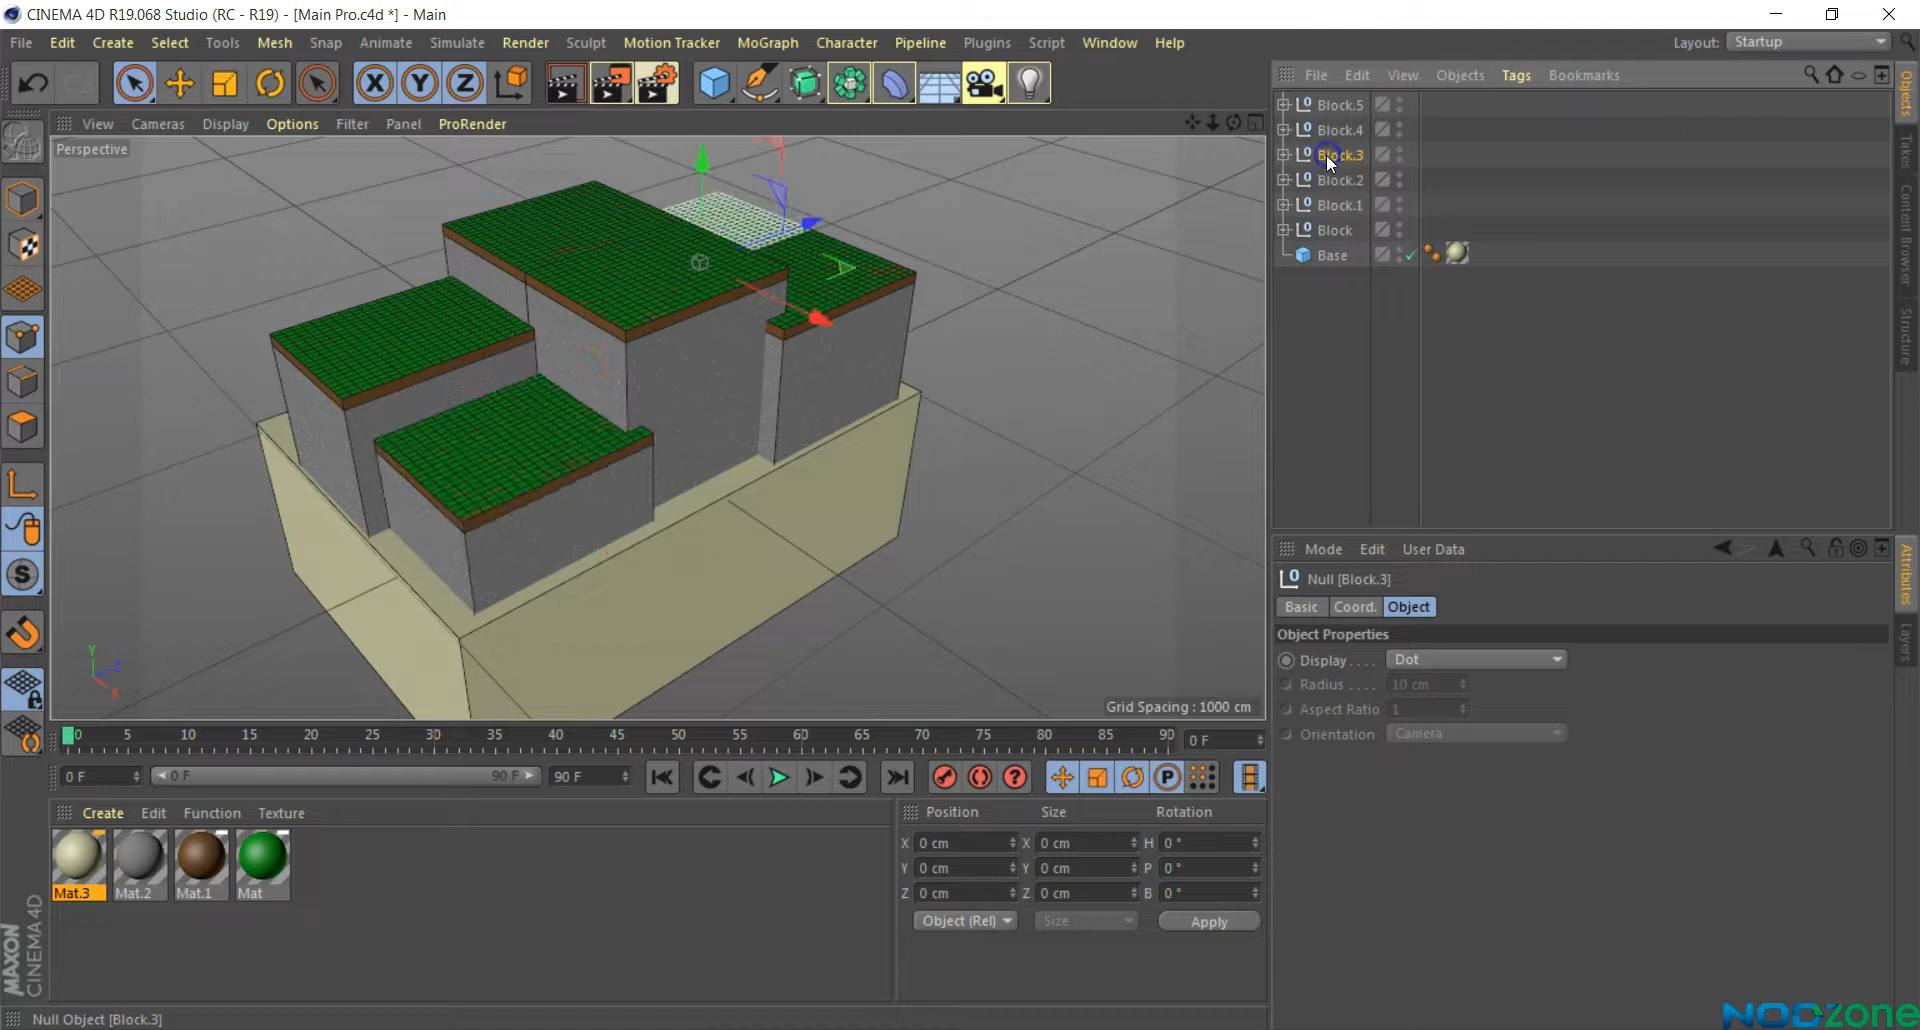 CINEMA 4D R19.068 Studio (RC - R19) - [Main Pro.c4d *] - Main
File Edit Create Select Tools Mesh Snap Animate Simulate Render Sculpt Motion Tracker MoGraph Character Pipeline Plugins Script Window Help Layout: Startup
File Edit View Objects Tags Bookmarks
View Cameras Display Options Filter Panel ProRender
Perspective
Block.5
Block.4
Block.3
Block.2
Block.1
Block
Base
Objects
Takes
Content Browser
Structure
Mode Edit User Data
Null [Block.3]
Basic Coord. Object
Object Properties
Display . . . . Dot
Radius . . . . 10 cm
Aspect Ratio 1
Orientation Camera
Attributes
Layers
Y
Z
X
Grid Spacing : 1000 cm
0 5 10 15 20 25 30 35 40 45 50 55 60 65 70 75 80 85 90 0 F
0 F 0 F 90 F 90 F
Create Edit Function Texture
Mat.3 Mat.2 Mat.1 Mat
Position Size Rotation
X 0 cm X 0 cm H 0 °
Y 0 cm Y 0 cm P 0 °
Z 0 cm Z 0 cm B 0 °
Object (Rel) Size Apply
MAXON
CINEMA 4D
Null Object [Block.3]
NODzone